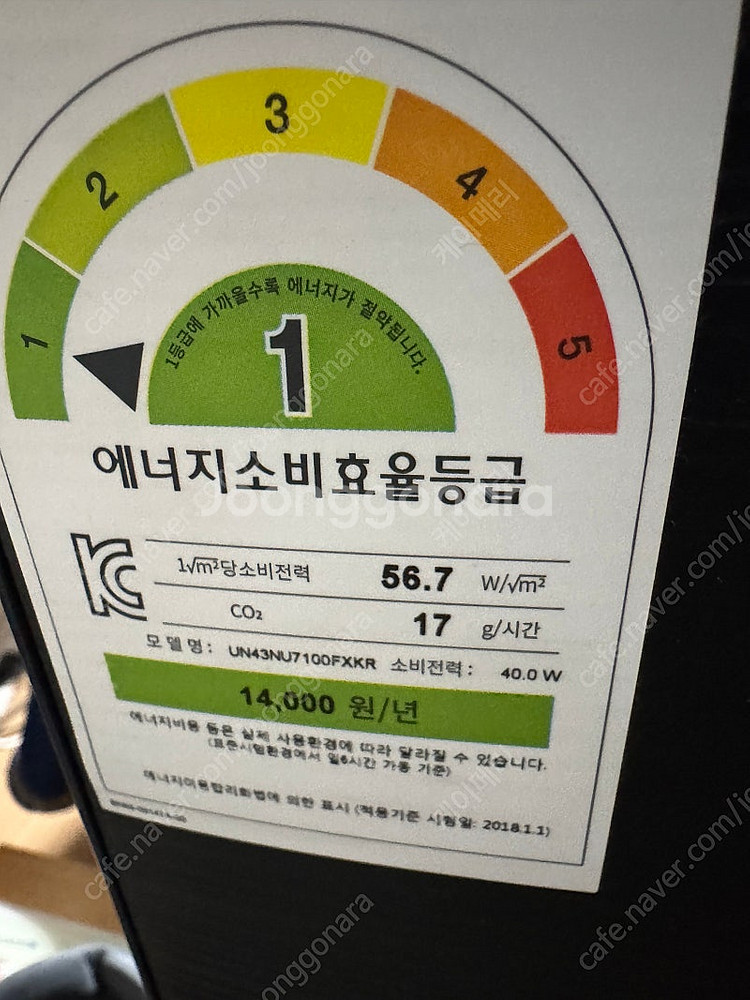 3
2
4
1
5
1등급에 가까울수록 에너지가 절약됩니다.
1
에너지소비효율등급
Joonggonara
KC
1√m²당소비전력 56.7 W/√m²
CO₂ 17 g/시간
모델명: UN43NU7100FXKR 소비전력: 40.0 W
14,000 원/년
에너지비용 등은 실제 사용환경에 따라 달라질 수 있습니다.
(표준시험환경에서 일6시간 가동 기준)
에너지이용합리화법에 의한 표시 (적용기준 시행일: 2018.1.1)
cafe.naver.com/joonggonara
케이메리